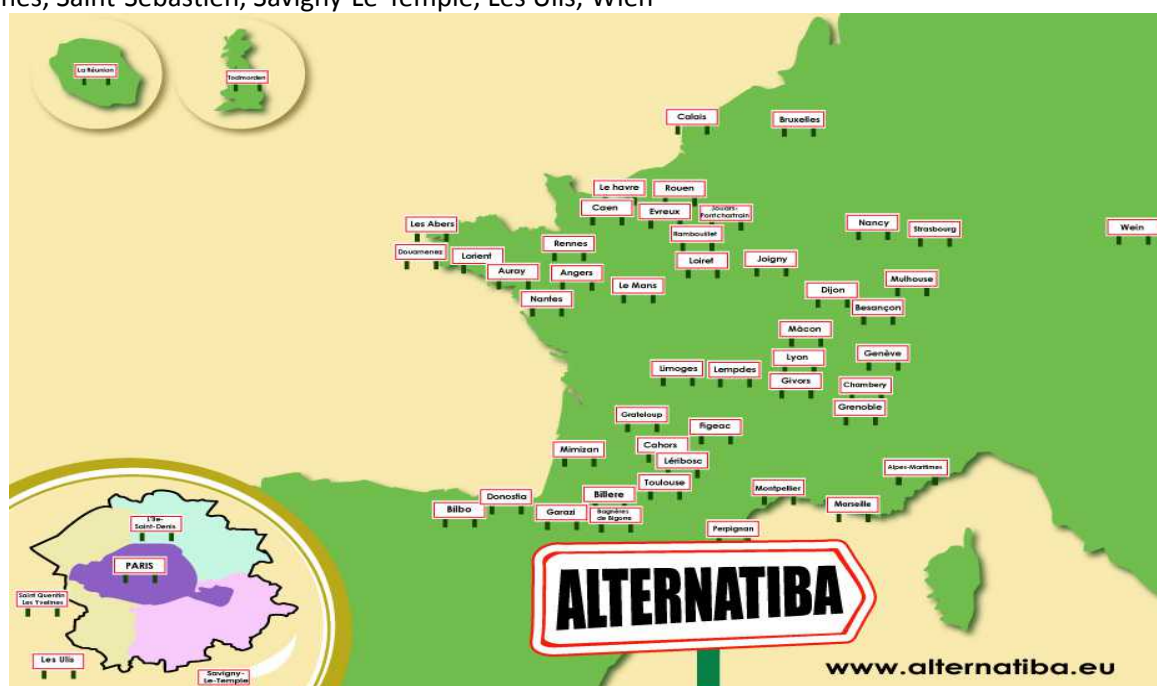 nes, Saint-Sébastien, Savigny-Le-Temple, Les Ulis, Wien
La Réunion
Todmorden
Calais
Bruxelles
Le havre
Rouen
Caen
Evreux
Jouars-
Pontchartrain
Les Abers
Nancy
Strasbourg
Wein
Rambouillet
Rennes
Douarnenez
Lorient
Loiret
Joigny
Auray
Angers
Mulhouse
Le Mans
Dijon
Nantes
Besançon
Mâcon
Lyon
Genève
Limoges
Lempdes
Givors
Chambery
Grenoble
Grateloup
Figeac
Mimizan
Cahors
Léribosc
Alpes-Maritimes
Toulouse
Montpellier
Donostia
Billere
Bilbo
Garazi
Bagnères
de Bigorre
Merseille
Perpignan
L'Ile-
Saint-Denis
PARIS
Saint Quentin
Les Yvelines
Les Ulis
Savigny-
Le-Temple
ALTERNATIBA
www.alternatiba.eu